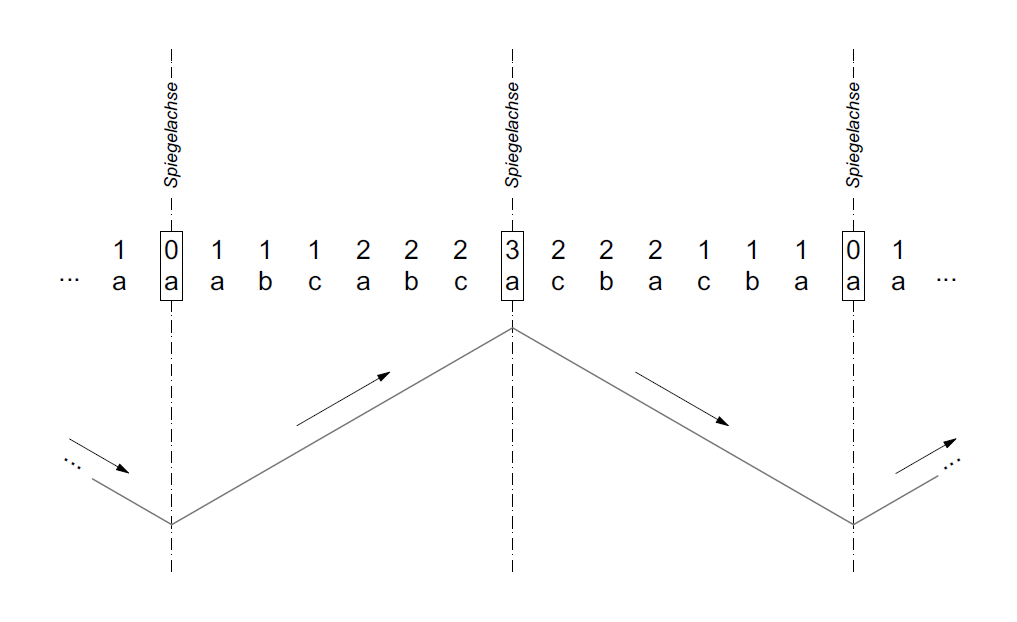 Spiegelachse Spiegelachse Spiegelachse
1 0 1 1 1 2 2 2 3 2 2 2 1 1 1 0 1
... a a a b c a b c a c b a c b a a a ...
... ...